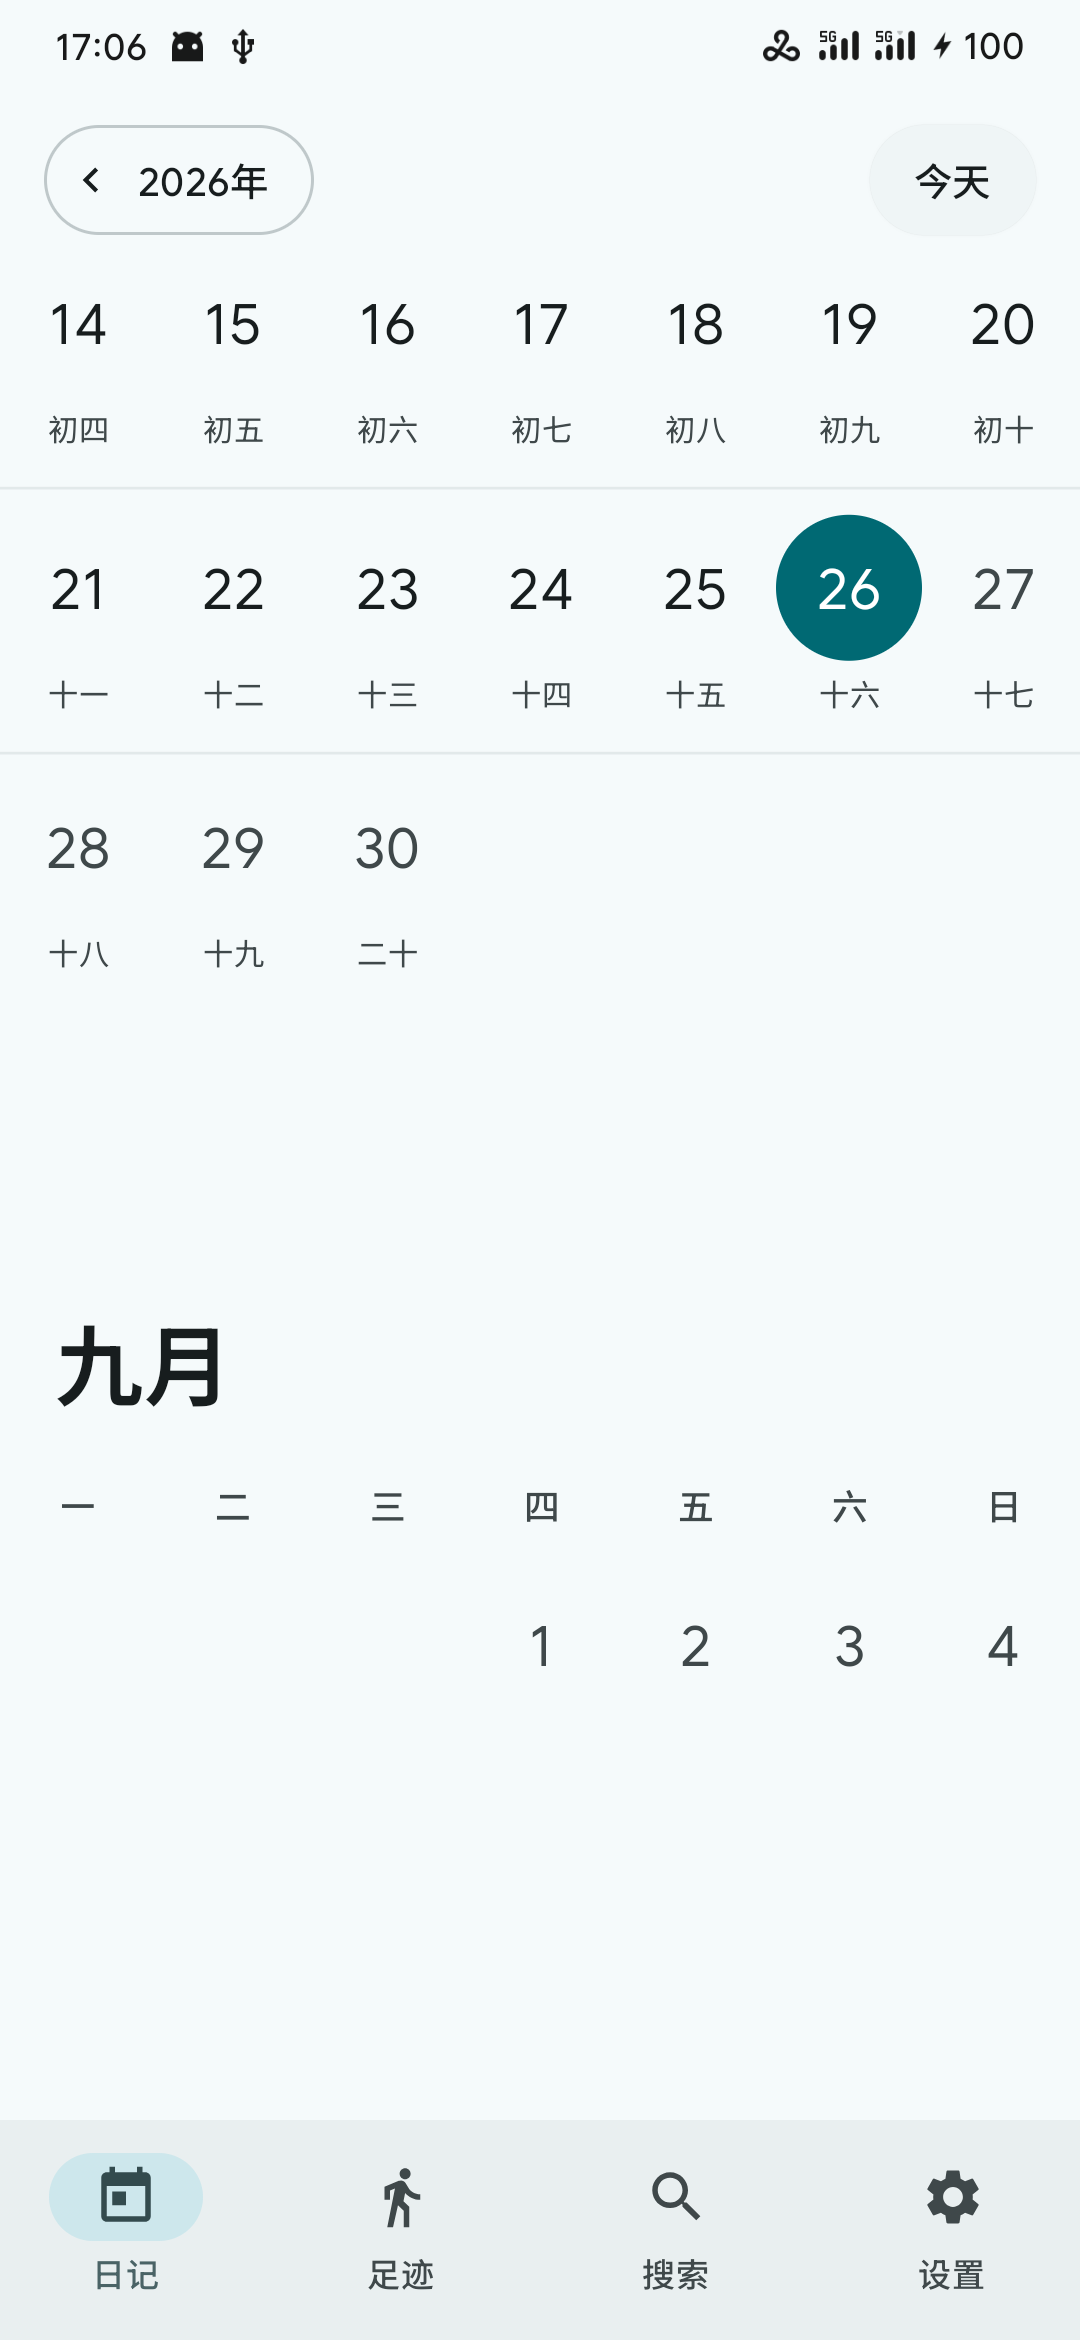 17:06 5G 5G 100
2026年 今天
14 15 16 17 18 19 20
初四 初五 初六 初七 初八 初九 初十
21 22 23 24 25 26 27
十一 十二 十三 十四 十五 十六 十七
28 29 30
十八 十九 二十
九月
一 二 三 四 五 六 日
1 2 3 4
日记 足迹 搜索 设置